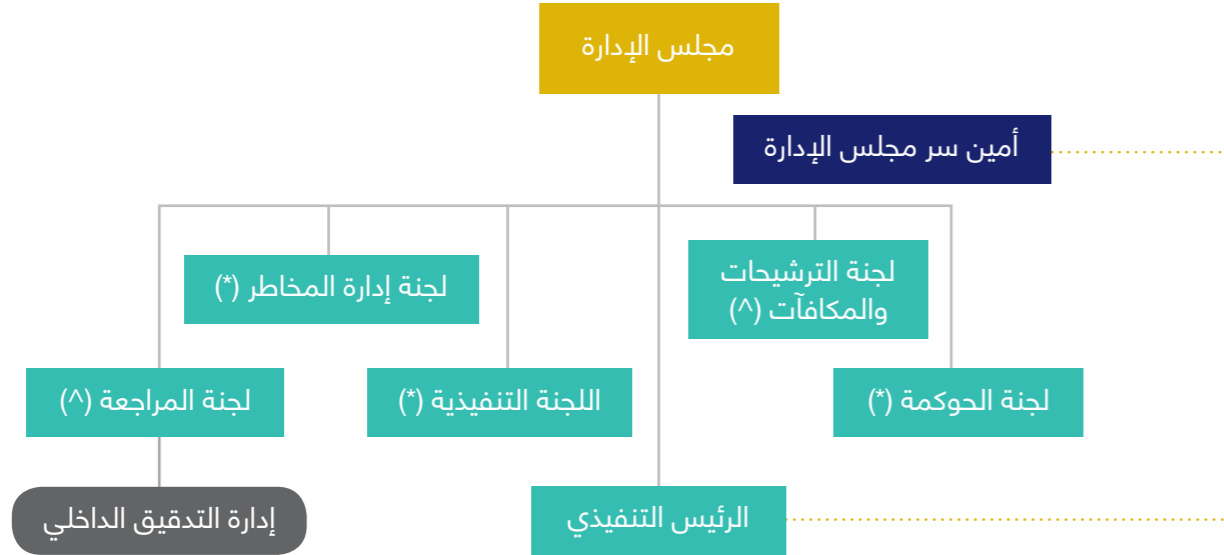 مجلس الإدارة
أمين سر مجلس الإدارة
لجنة الترشيحات
والمكافآت (^)
لجنة إدارة المخاطر (*)
لجنة الحوكمة (*)
اللجنة التنفيذية (*)
لجنة المراجعة (^)
الرئيس التنفيذي
إدارة التدقيق الداخلي